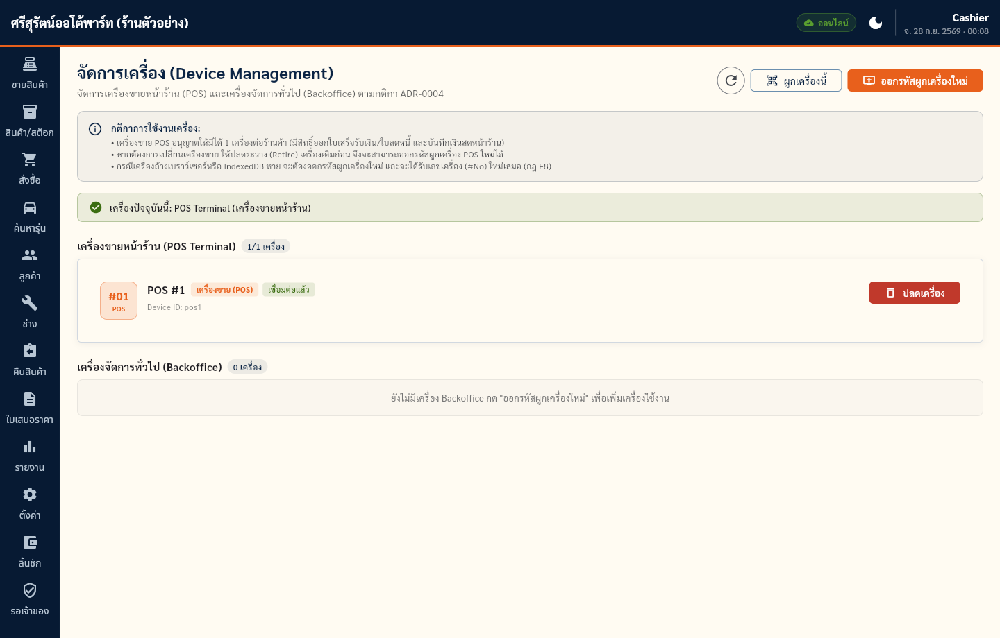 ศรีสุรัตน์ออโต้พาร์ท (ร้านตัวอย่าง)
ออนไลน์
Cashier
จ. 28 ก.ย. 2569 · 00:08
ขายสินค้า
สินค้า/สต็อก
สั่งซื้อ
ค้นหารุ่น
ลูกค้า
ช่าง
คืนสินค้า
ใบเสนอราคา
รายงาน
ตั้งค่า
ลิ้นชัก
รอเจ้าของ
จัดการเครื่อง (Device Management)
จัดการเครื่องขายหน้าร้าน (POS) และเครื่องจัดการทั่วไป (Backoffice) ตามกติกา ADR-0004
ผูกเครื่องนี้
ออกรหัสผูกเครื่องใหม่
กติกาการใช้งานเครื่อง:
• เครื่องขาย POS อนุญาตให้มีได้ 1 เครื่องต่อร้านค้า (มีสิทธิ์ออกใบเสร็จรับเงิน/ใบลดหนี้ และบันทึกเงินสดหน้าร้าน)
• หากต้องการเปลี่ยนเครื่องขาย ให้ปลดระวาง (Retire) เครื่องเดิมก่อน จึงจะสามารถออกรหัสผูกเครื่อง POS ใหม่ได้
• กรณีเครื่องล้างเบราว์เซอร์หรือ IndexedDB หาย จะต้องออกรหัสผูกเครื่องใหม่ และจะได้รับเลขเครื่อง (#No) ใหม่เสมอ (กฎ F8)
เครื่องปัจจุบันนี้: POS Terminal (เครื่องขายหน้าร้าน)
เครื่องขายหน้าร้าน (POS Terminal)
1/1 เครื่อง
#01
POS
POS #1
เครื่องขาย (POS)
เชื่อมต่อแล้ว
Device ID: pos1
ปลดเครื่อง
เครื่องจัดการทั่วไป (Backoffice)
0 เครื่อง
ยังไม่มีเครื่อง Backoffice กด "ออกรหัสผูกเครื่องใหม่" เพื่อเพิ่มเครื่องใช้งาน